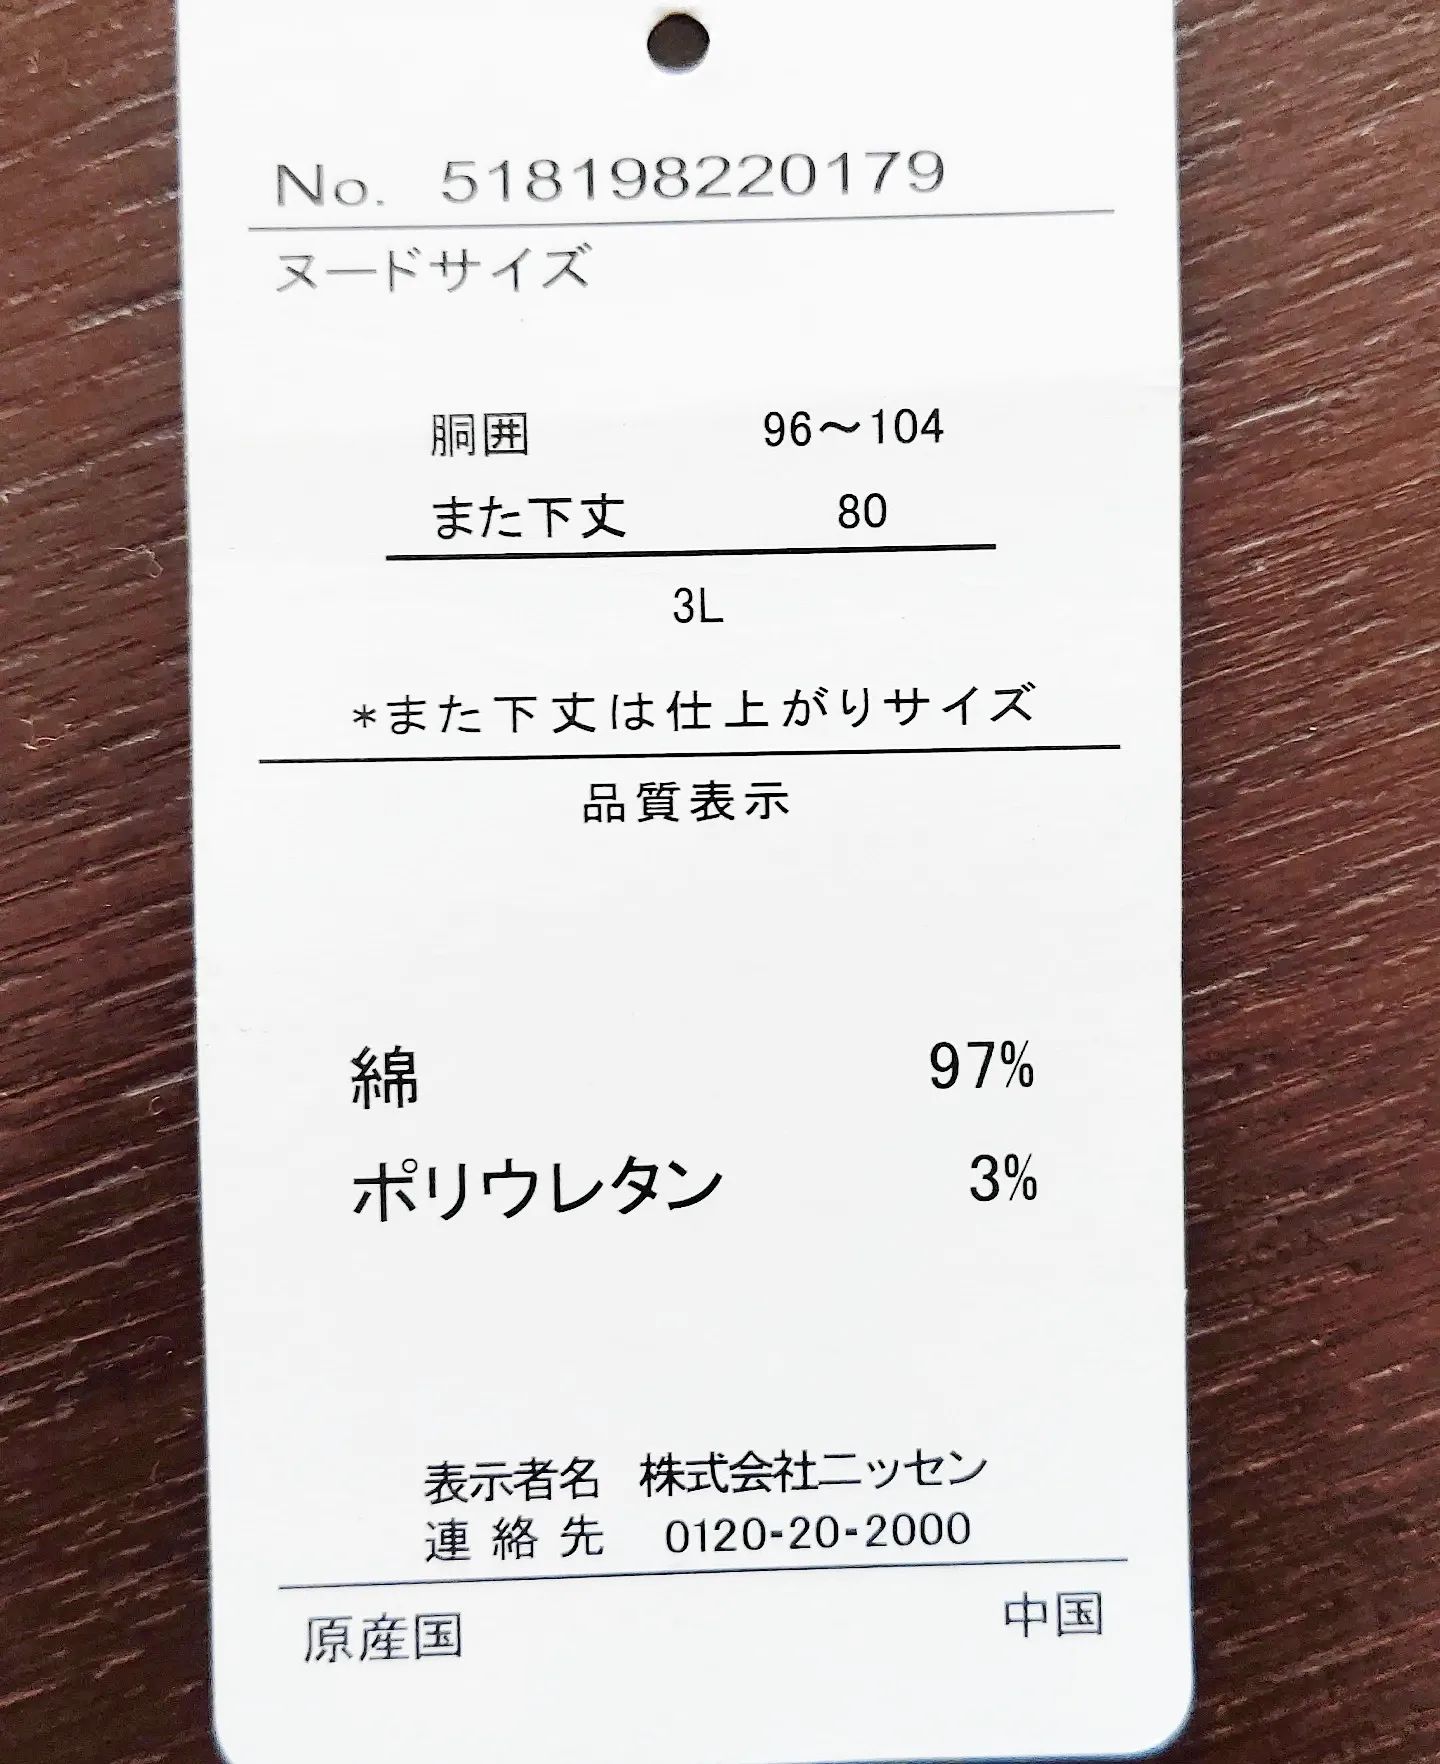 No. 518198220179
ヌードサイズ
胴囲 96～104
また下丈 80
3L
*また下丈は仕上がりサイズ
品質表示
綿 97%
ポリウレタン 3%
表示者名 株式会社ニッセン
連絡先 0120-20-2000
原産国 中国